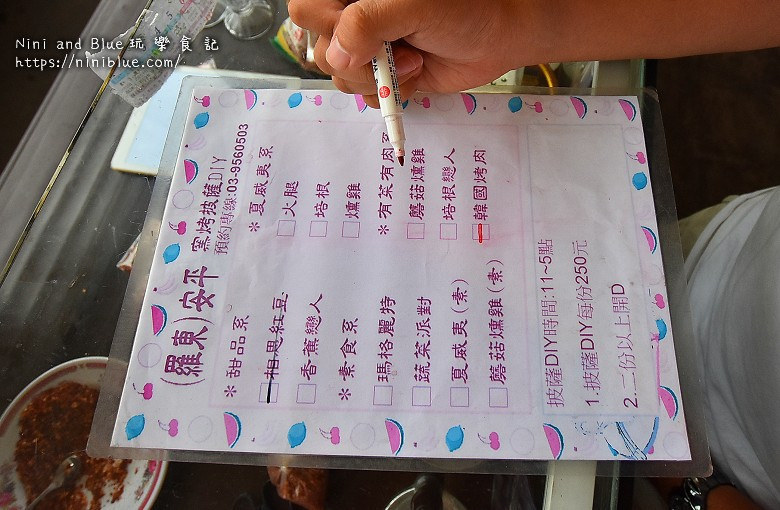 Nini and Blue玩樂食記
https://niniblue.com/
(羅東)安平
窯烤披薩DIY
預約專線:03-9560503
＊甜品系
□相思紅豆
□香蕉戀人
＊素食系
□瑪格麗特
□蔬菜派對
□夏威夷(素)
□蘑菇燻雞(素)
＊夏威夷系
□火腿
□培根
□燻雞
＊有菜有肉系
□蘑菇燻雞
□培根戀人
□韓國烤肉
披薩DIY時間:11~5點
1.披薩DIY每份250元
2.二份以上開D